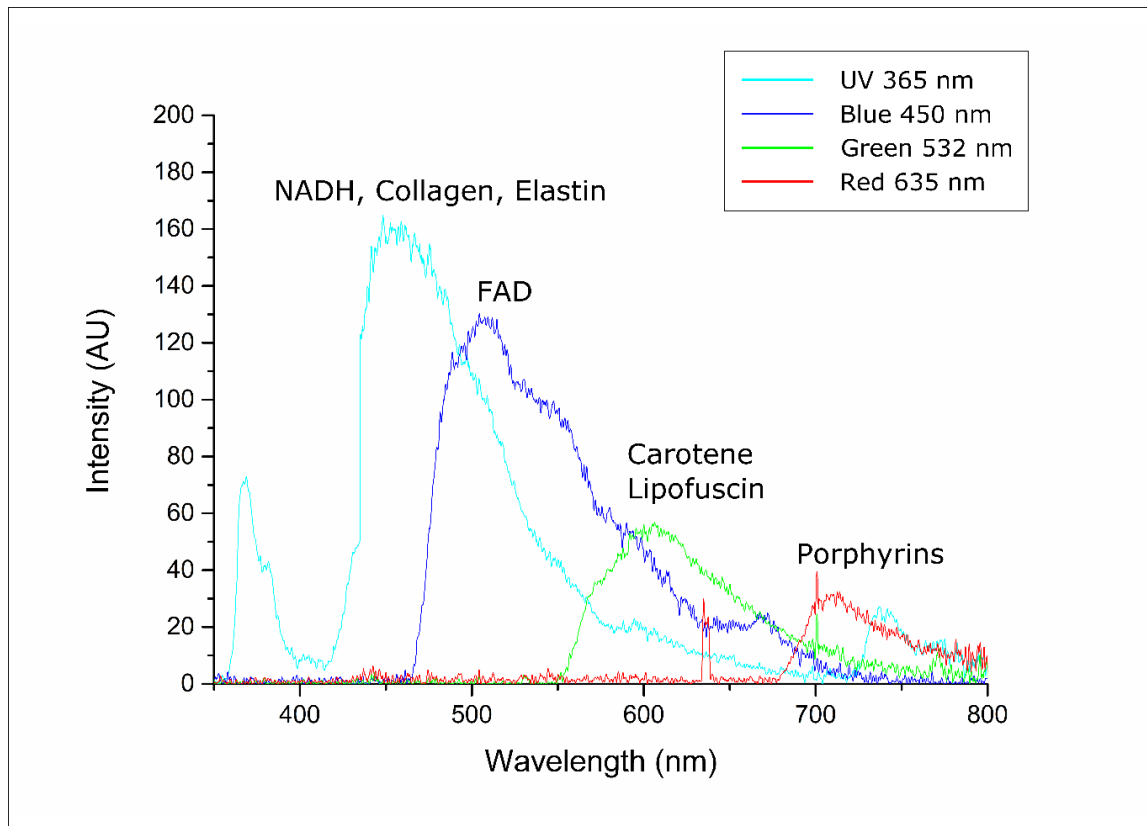 UV 365 nm
Blue 450 nm
Green 532 nm
Red 635 nm
200
180
160
140
120
100
80
60
40
20
0
Intensity (AU)
NADH, Collagen, Elastin
FAD
Carotene
Lipofuscin
Porphyrins
400
500
600
700
800
Wavelength (nm)